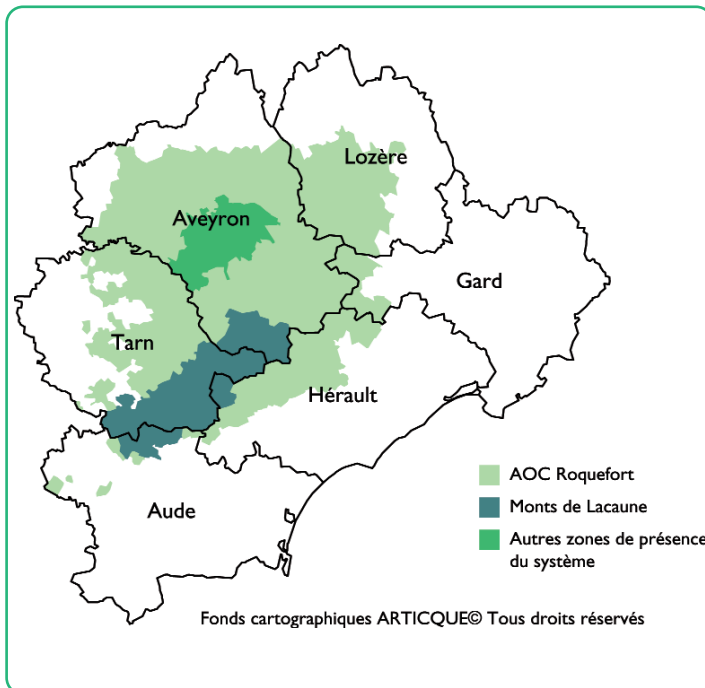 Lozère
Aveyron
Gard
Tarn
Hérault
Aude
AOC Roquefort
Monts de Lacaune
Autres zones de présence
du système
Fonds cartographiques ARTICQUE© Tous droits réservés